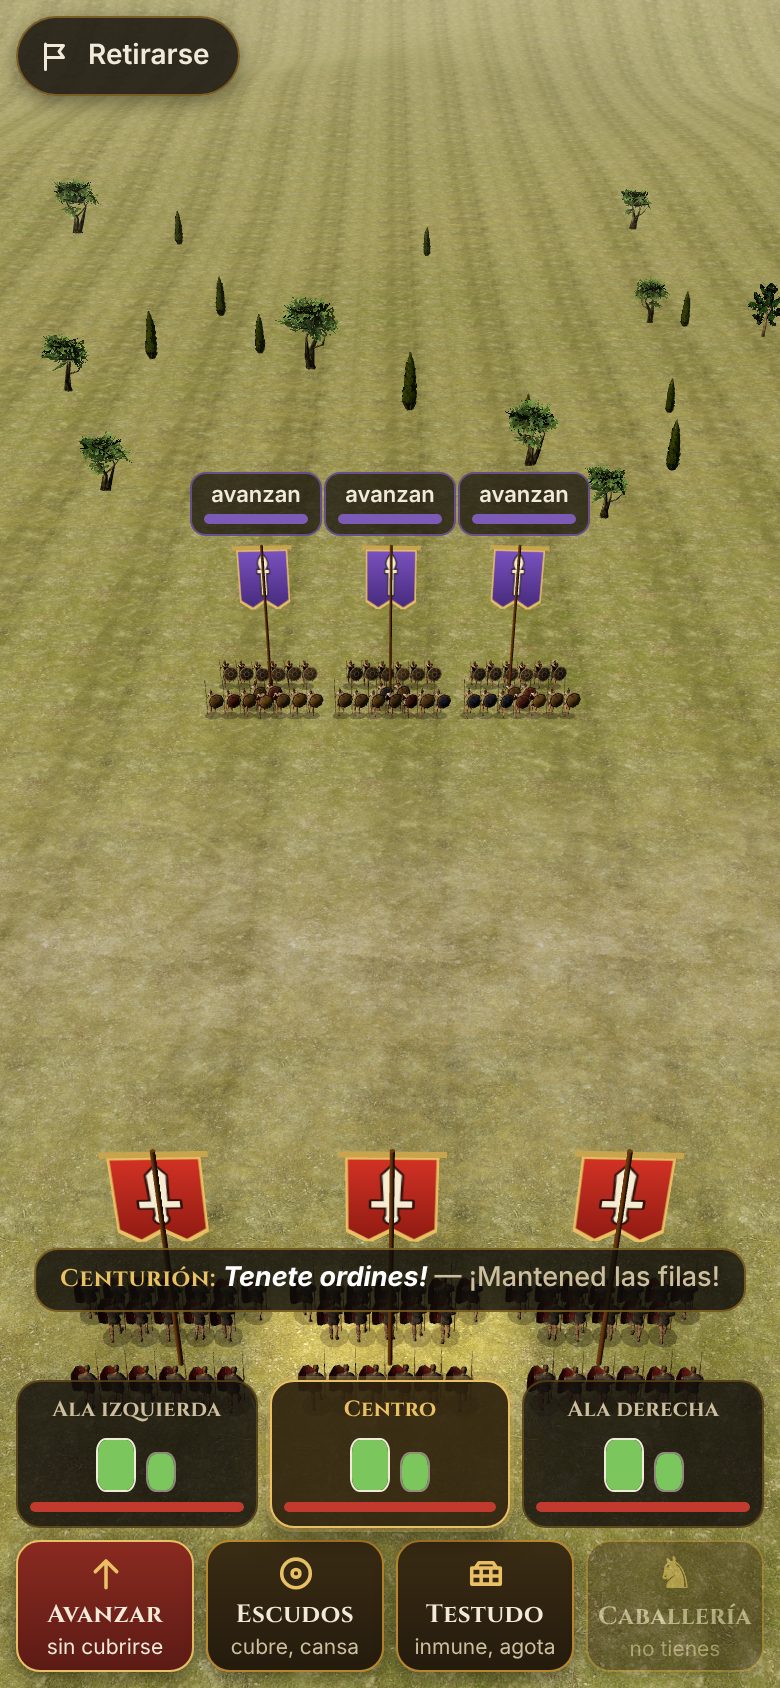 Retirarse
avanzan
avanzan
avanzan
Centurión: Tenete ordines! — ¡Mantened las filas!
Ala izquierda
Centro
Ala derecha
Avanzar
sin cubrirse
Escudos
cubre, cansa
Testudo
inmune, agota
Caballería
no tienes